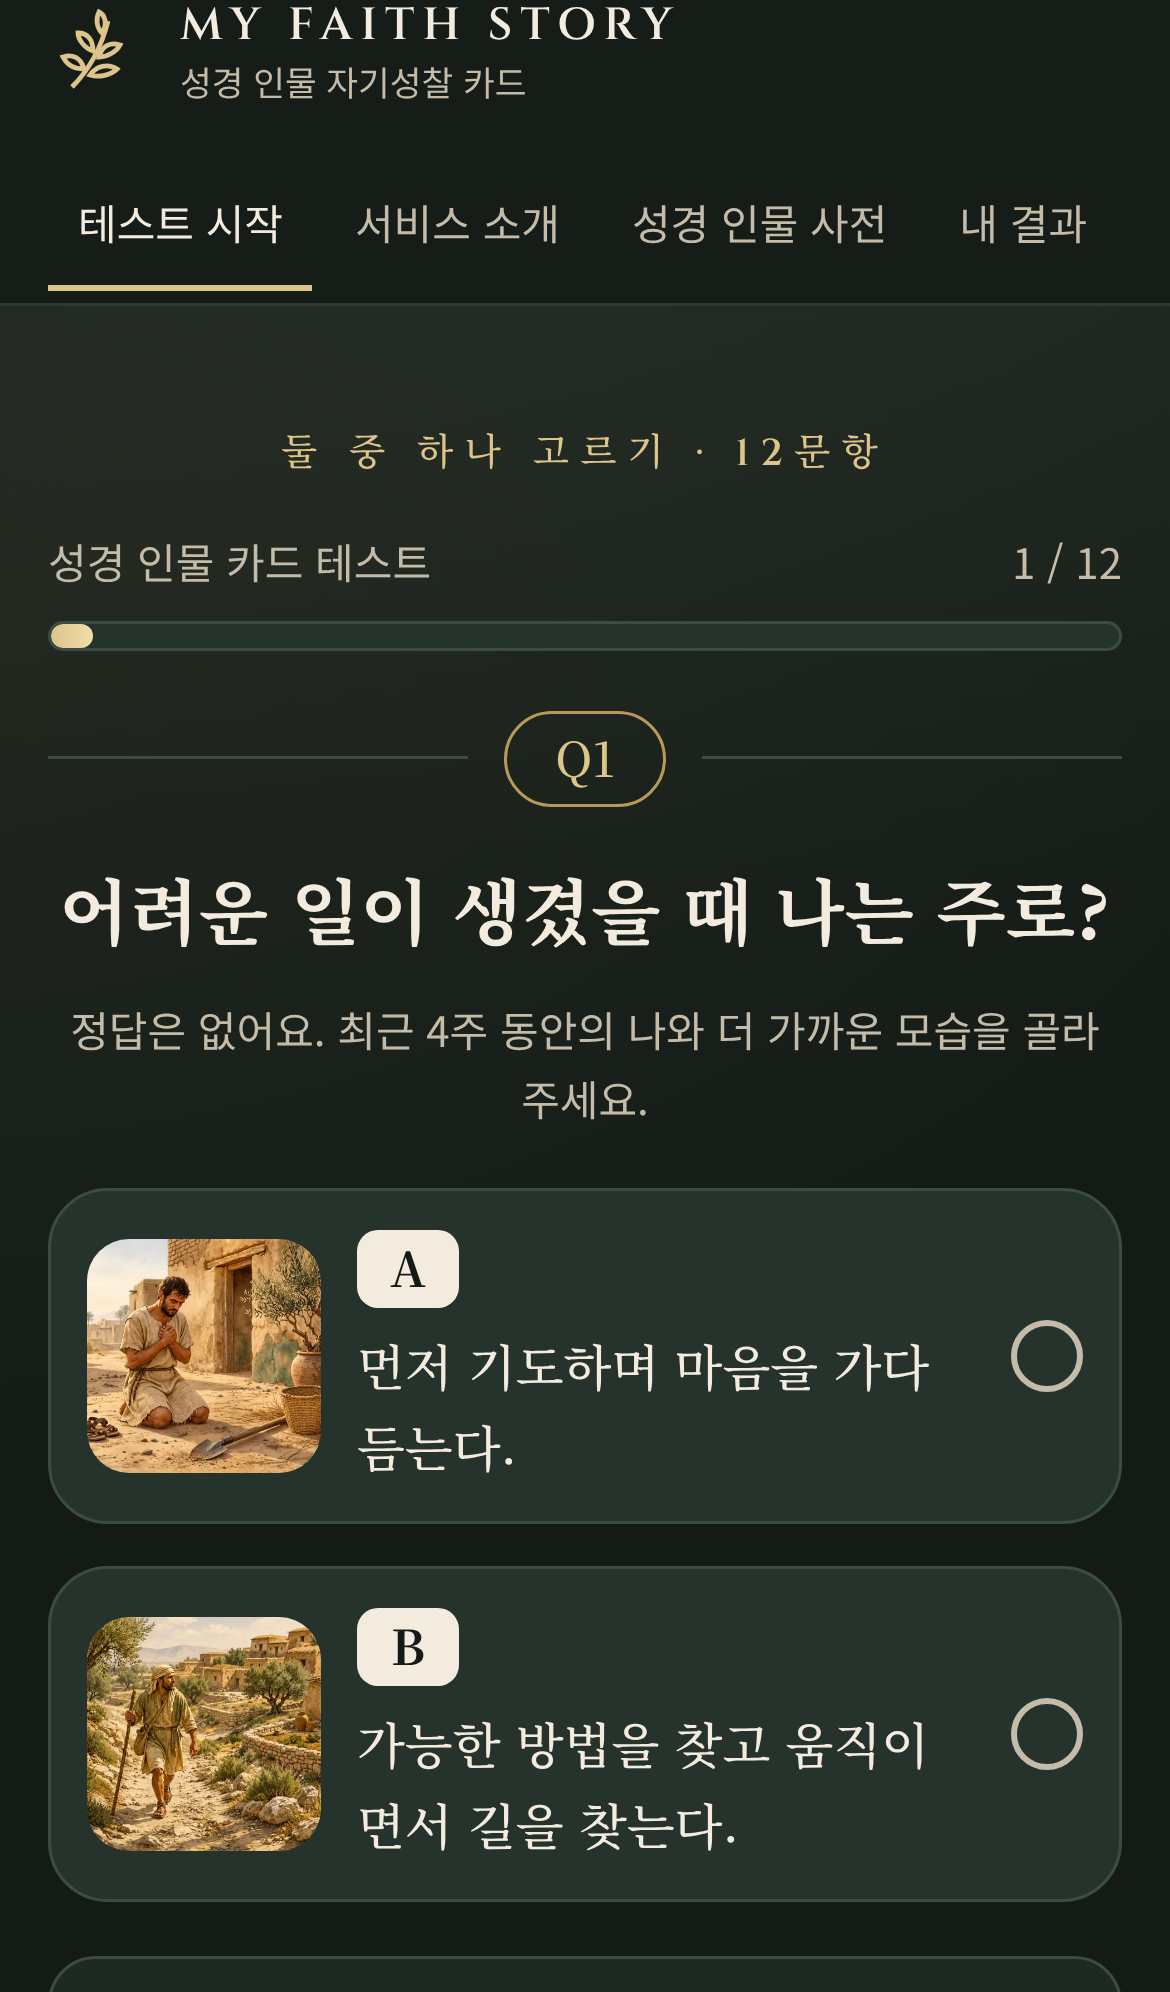 MY FAITH STORY
성경 인물 자기성찰 카드
테스트 시작 서비스 소개 성경 인물 사전 내 결과
둘 중 하나 고르기 · 12문항
성경 인물 카드 테스트 1 / 12
Q1
어려운 일이 생겼을 때 나는 주로?
정답은 없어요. 최근 4주 동안의 나와 더 가까운 모습을 골라
주세요.
A
먼저 기도하며 마음을 가다
듬는다.
B
가능한 방법을 찾고 움직이
면서 길을 찾는다.